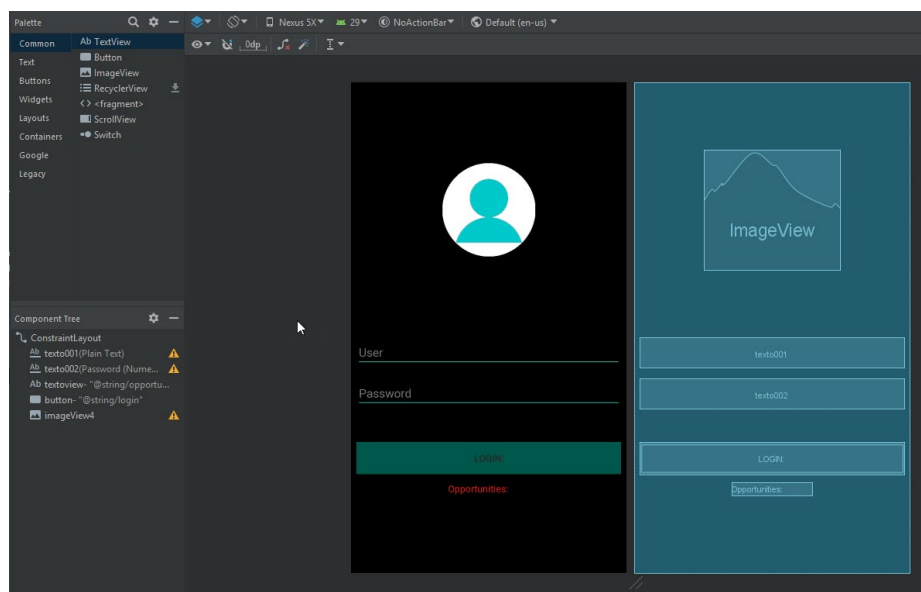 Palette
Nexus 5X
29
NoActionBar
Default (en-us)
Common
Text
Buttons
Widgets
Layouts
Containers
Google
Legacy
Ab TextView
Button
ImageView
RecyclerView
<fragment>
ScrollView
Switch
0dp
Component Tree
ConstraintLayout
Ab texto001(Plain Text)
Ab texto002(Password (Nume...
Ab textoview- "@string/opportu...
button- "@string/login"
imageView4
User
Password
LOGIN:
Opportunities:
ImageView
texto001
texto002
LOGIN:
Opportunities: